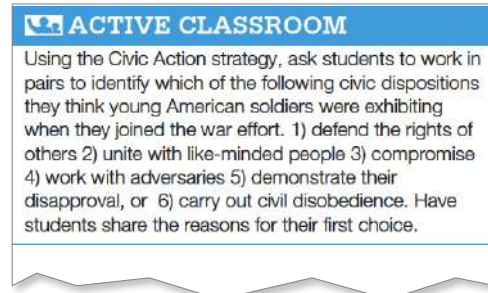 ACTIVE CLASSROOM
Using the Civic Action strategy, ask students to work in
pairs to identify which of the following civic dispositions
they think young American soldiers were exhibiting
when they joined the war effort. 1) defend the rights of
others 2) unite with like-minded people 3) compromise
4) work with adversaries 5) demonstrate their
disapproval, or 6) carry out civil disobedience. Have
students share the reasons for their first choice.